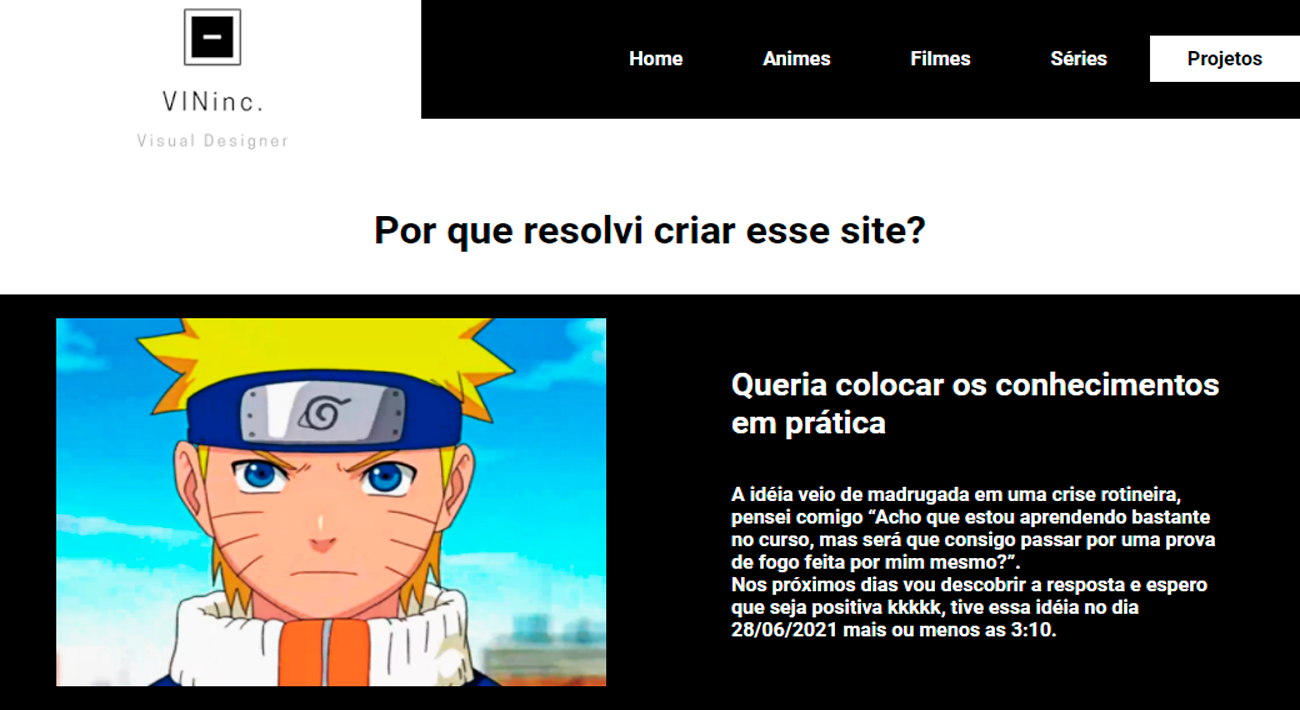 VINinc.
Visual Designer
Home Animes Filmes Séries Projetos
Por que resolvi criar esse site?
Queria colocar os conhecimentos
em prática
A idéia veio de madrugada em uma crise rotineira,
pensei comigo “Acho que estou aprendendo bastante
no curso, mas será que consigo passar por uma prova
de fogo feita por mim mesmo?”.
Nos próximos dias vou descobrir a resposta e espero
que seja positiva kkkkk, tive essa idéia no dia
28/06/2021 mais ou menos as 3:10.